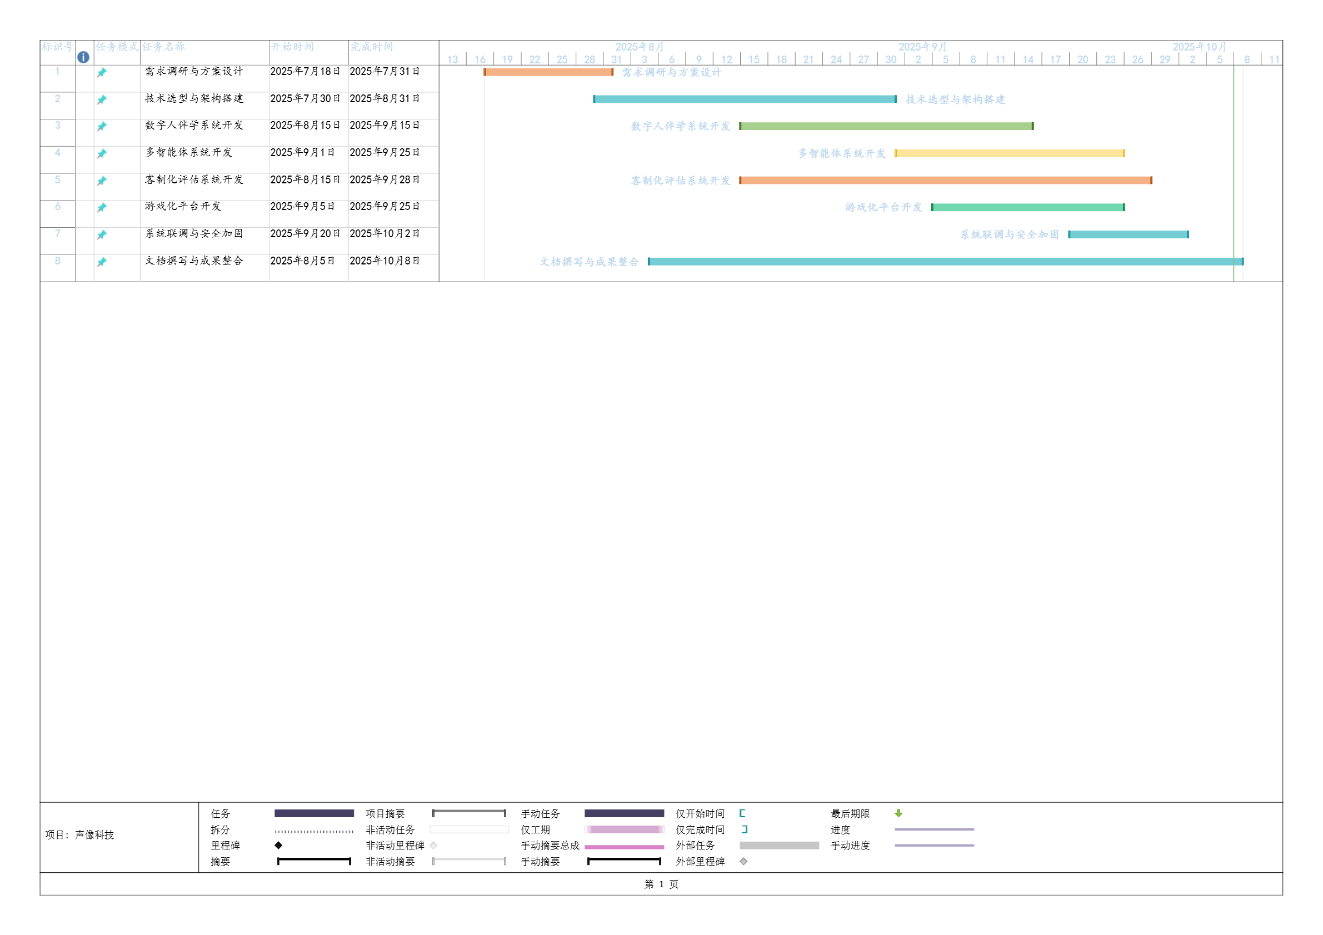 标识号 任务模式 任务名称 开始时间 完成时间 2025年8月 2025年9月 2025年10月
13 16 19 22 25 28 31 3 6 9 12 15 18 21 24 27 30 2 5 8 11 14 17 20 23 26 29 2 5 8 11
1 需求调研与方案设计 2025年7月18日 2025年7月31日 需求调研与方案设计
2 技术选型与架构搭建 2025年7月30日 2025年8月31日 技术选型与架构搭建
3 数字人伴学系统开发 2025年8月15日 2025年9月15日 数字人伴学系统开发
4 多智能体系统开发 2025年9月1日 2025年9月25日 多智能体系统开发
5 客制化评估系统开发 2025年8月15日 2025年9月28日 客制化评估系统开发
6 游戏化平台开发 2025年9月5日 2025年9月25日 游戏化平台开发
7 系统联调与安全加固 2025年9月20日 2025年10月2日 系统联调与安全加固
8 文档撰写与成果整合 2025年8月5日 2025年10月8日 文档撰写与成果整合
项目: 声像科技
任务 项目摘要 手动任务 仅开始时间 最后期限
拆分 非活动任务 仅工期 仅完成时间 进度
里程碑 非活动里程碑 手动摘要总成 外部任务 手动进度
摘要 非活动摘要 手动摘要 外部里程碑
第 1 页